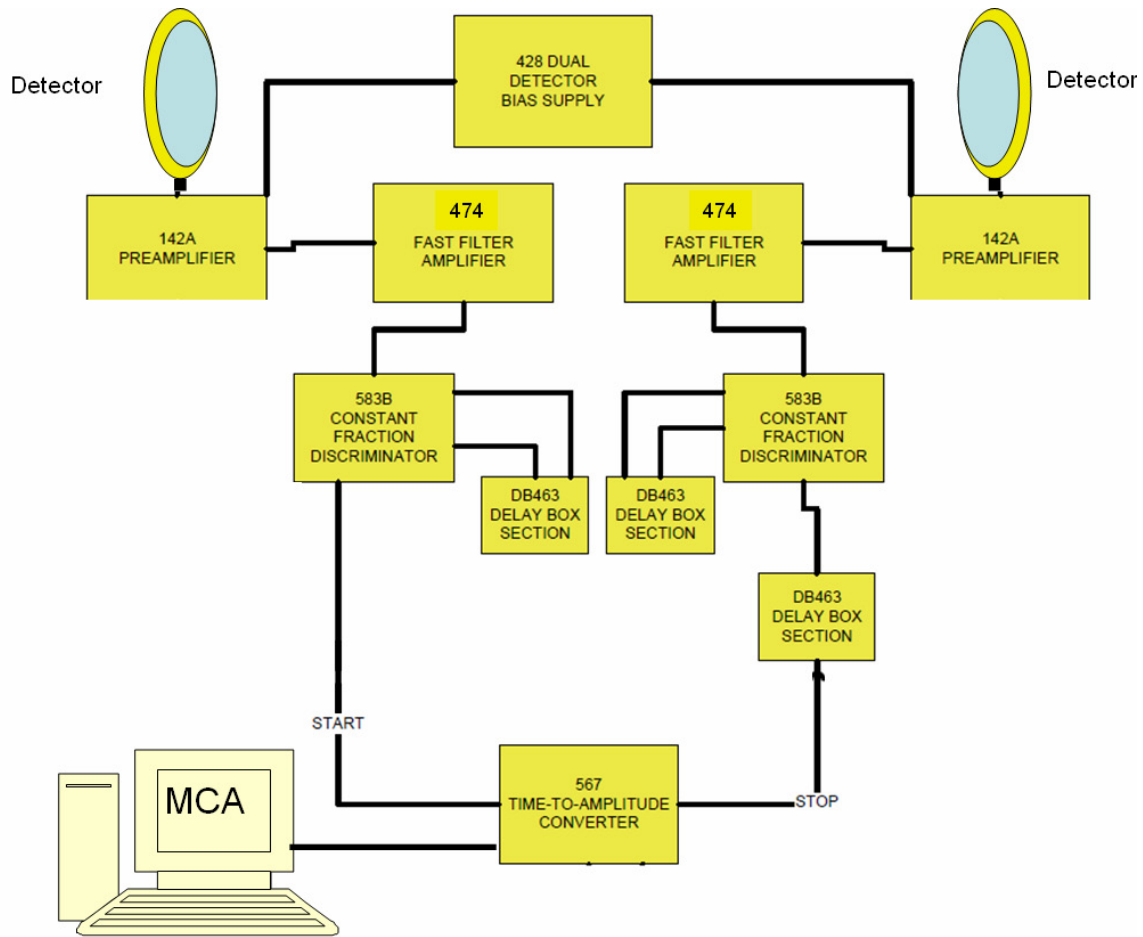 428 DUAL
DETECTOR
BIAS SUPPLY
Detector
Detector
142A
PREAMPLIFIER
474
FAST FILTER
AMPLIFIER
474
FAST FILTER
AMPLIFIER
142A
PREAMPLIFIER
583B
CONSTANT
FRACTION
DISCRIMINATOR
583B
CONSTANT
FRACTION
DISCRIMINATOR
DB463
DELAY BOX
SECTION
DB463
DELAY BOX
SECTION
DB463
DELAY BOX
SECTION
START
STOP
567
TIME-TO-AMPLITUDE
CONVERTER
MCA